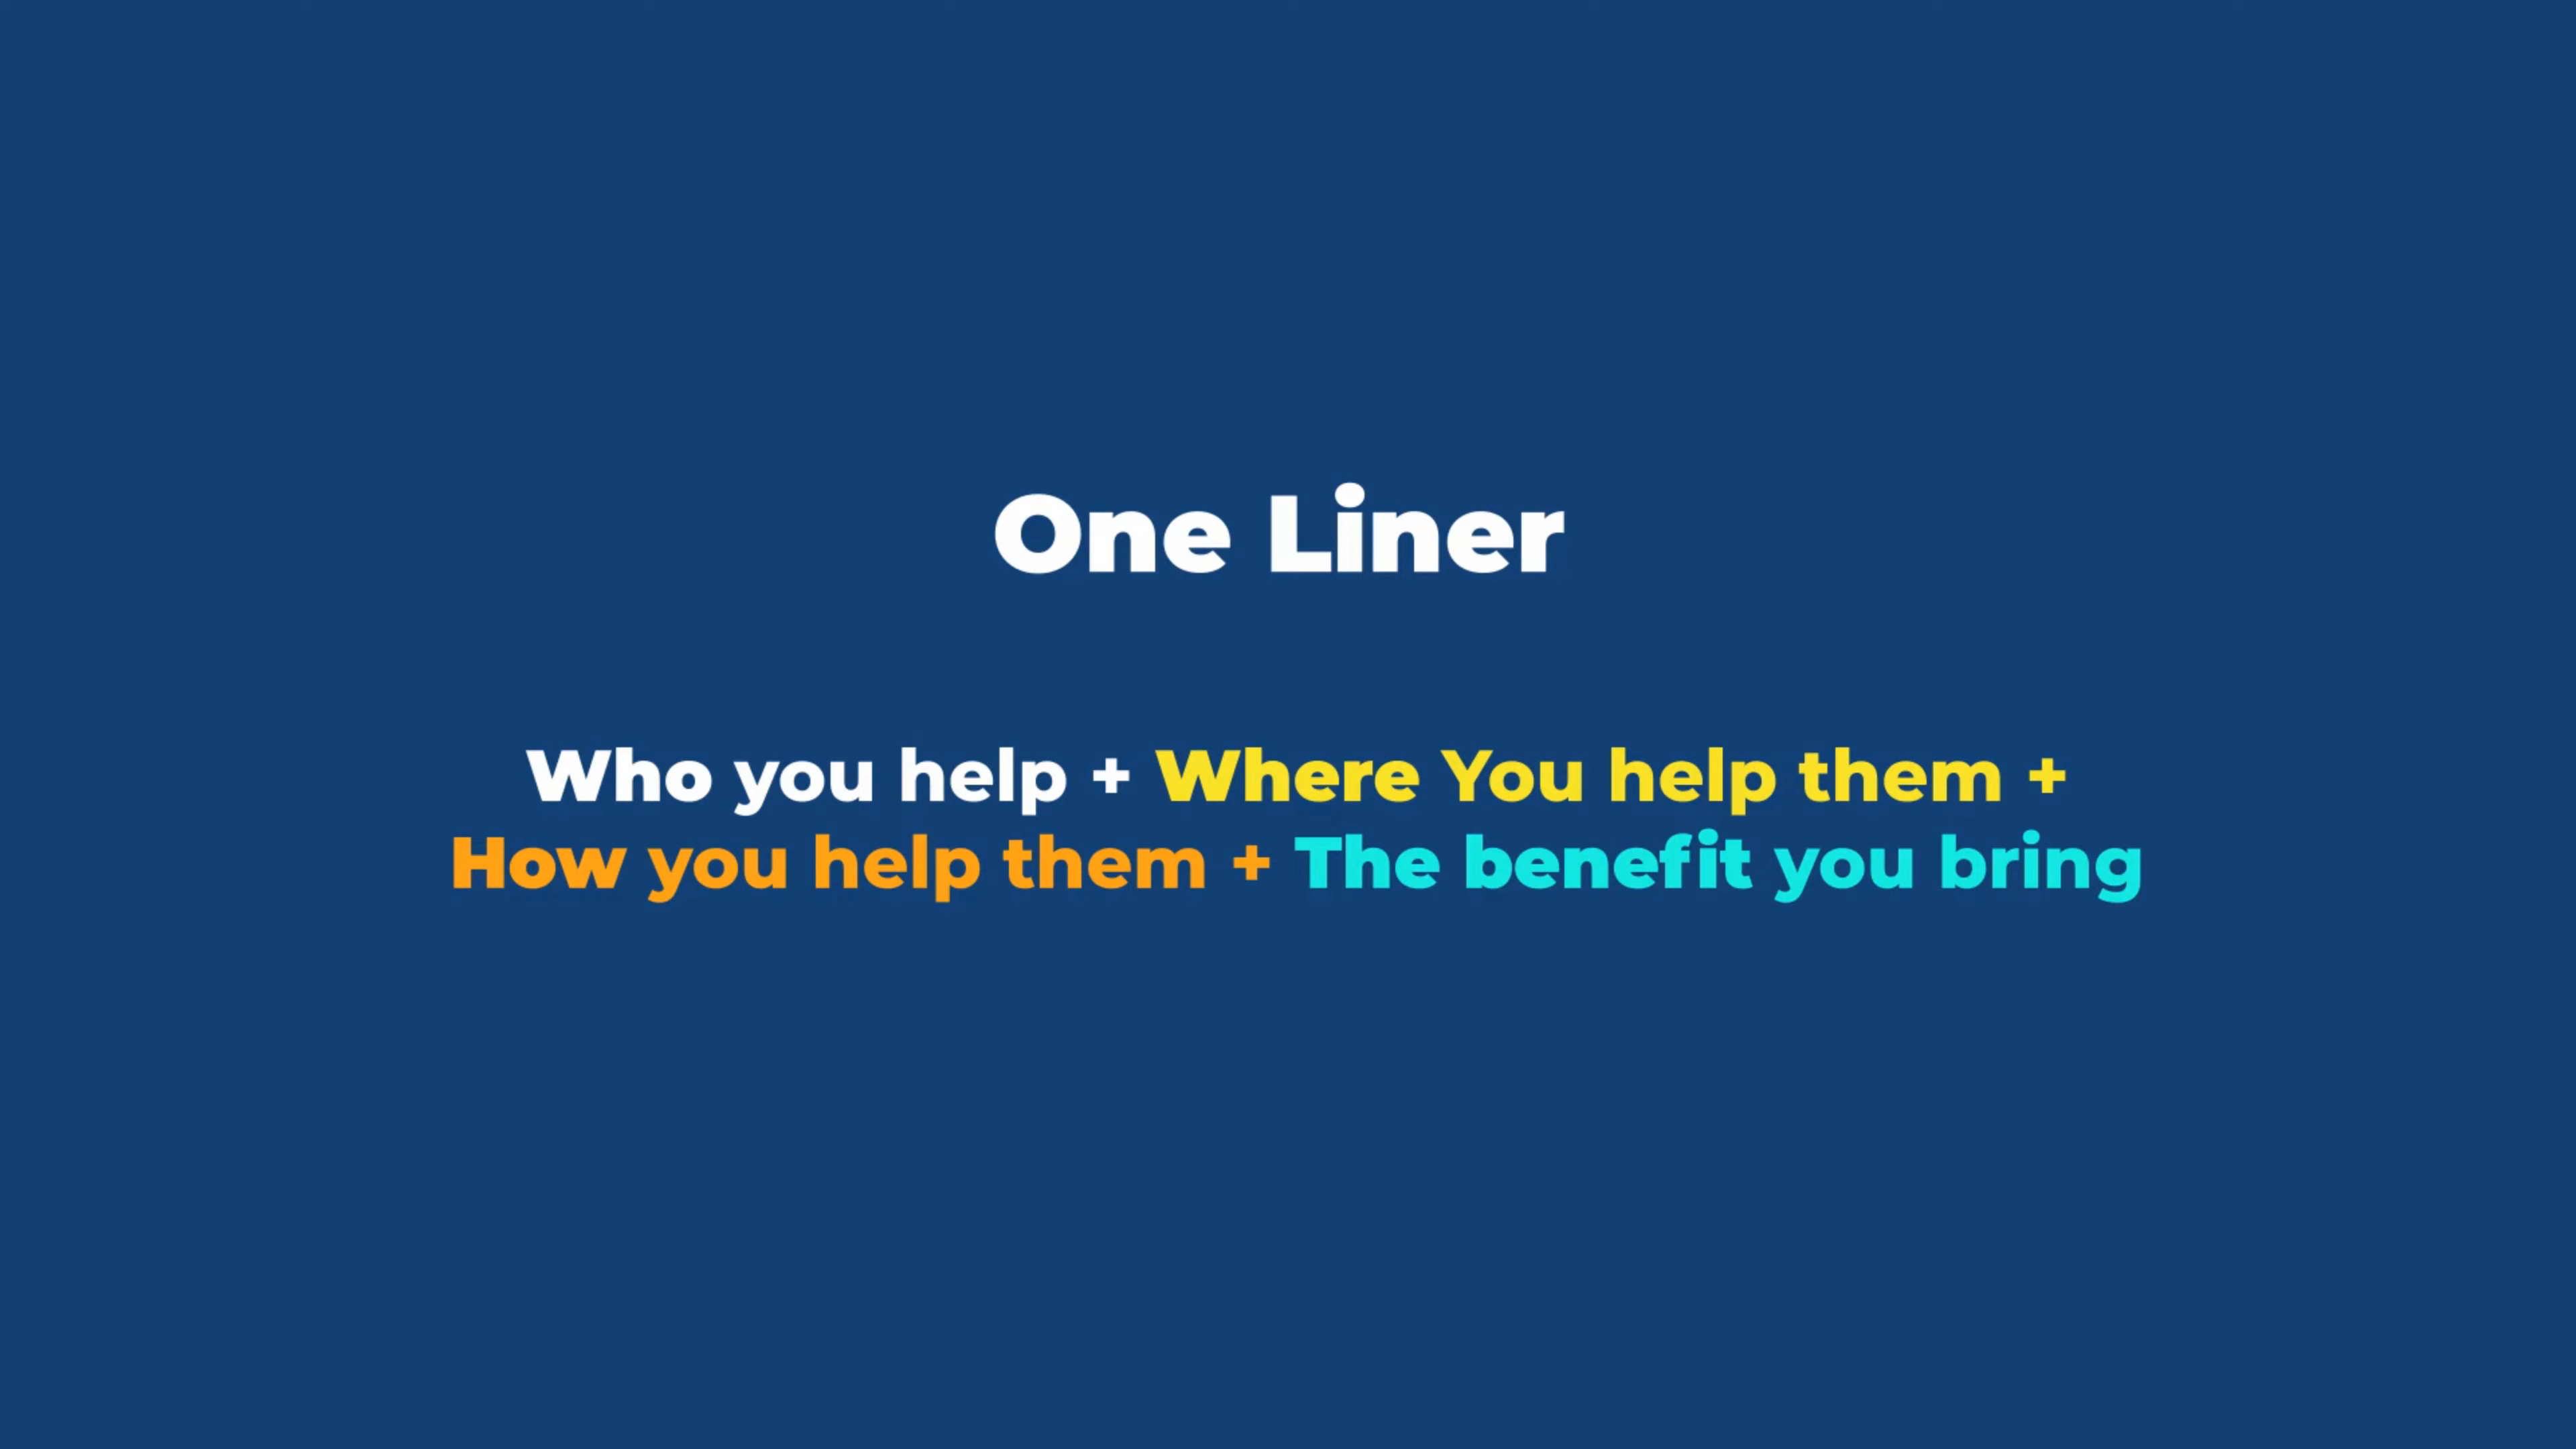 One Liner
Who you help + Where You help them +
How you help them + The benefit you bring